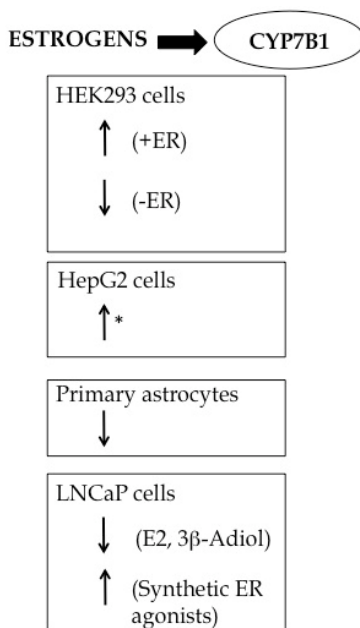 ESTROGENS CYP7B1
HEK293 cells
↑ (+ER)
↓ (-ER)
HepG2 cells
↑ *
Primary astrocytes
↓
LNCaP cells
↓ (E2, 3β-Adiol)
↑ (Synthetic ER
agonists)